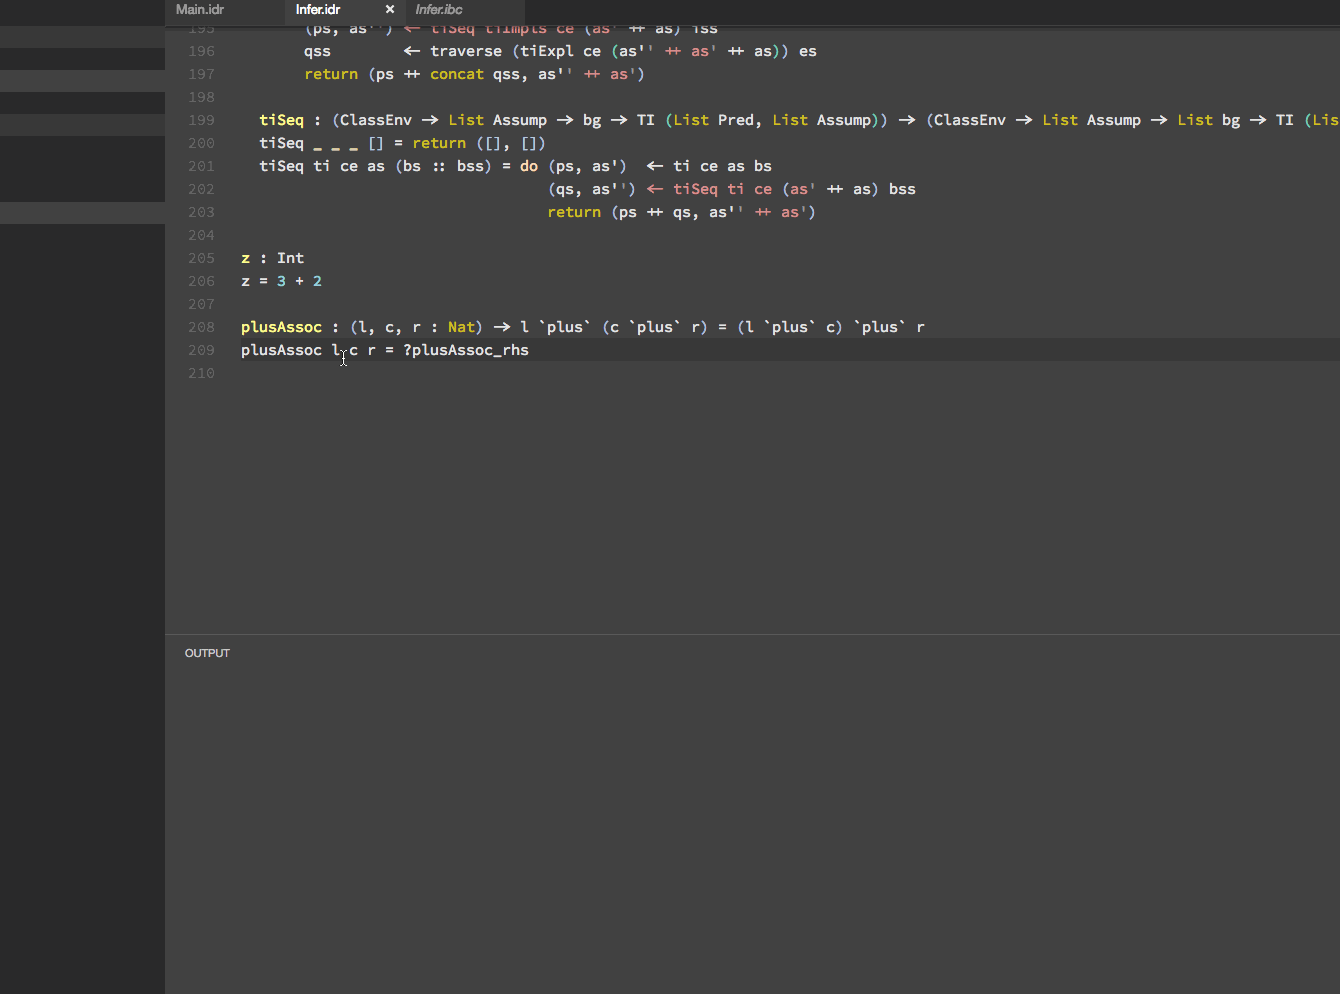 Main.idr Infer.idr × Infer.ibc
195 (ps, as'') ← tiSeq tiImpls ce (as' ++ as) iss
196 qss ← traverse (tiExpl ce (as'' ++ as' ++ as)) es
197 return (ps ++ concat qss, as'' ++ as')
198
199 tiSeq : (ClassEnv → List Assump → bg → TI (List Pred, List Assump)) → (ClassEnv → List Assump → List bg → TI (Lis
200 tiSeq _ _ _ [] = return ([], [])
201 tiSeq ti ce as (bs :: bss) = do (ps, as') ← ti ce as bs
202 (qs, as'') ← tiSeq ti ce (as' ++ as) bss
203 return (ps ++ qs, as'' ++ as')
204
205 z : Int
206 z = 3 + 2
207
208 plusAssoc : (l, c, r : Nat) → l `plus` (c `plus` r) = (l `plus` c) `plus` r
209 plusAssoc l c r = ?plusAssoc_rhs
210
OUTPUT